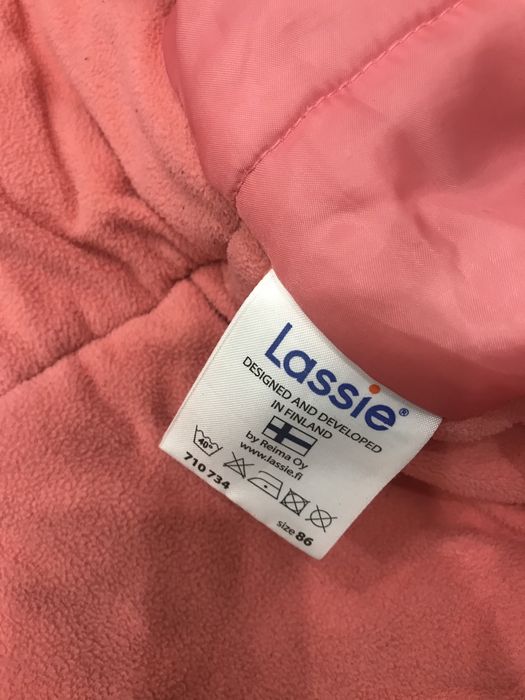 Lassie®
DESIGNED AND DEVELOPED
IN FINLAND
by Reima Oy
www.lassie.fi
40°
710 734
size 86